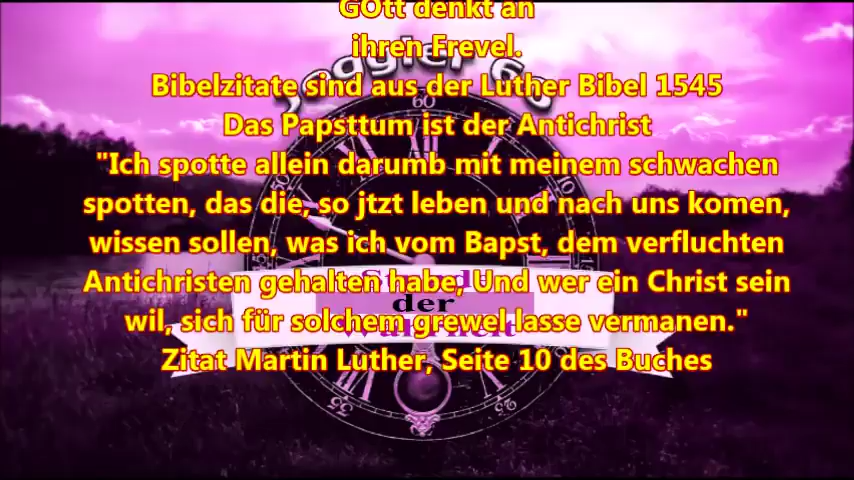 GOtt denkt an
ihren Frevel.
Bibelzitate sind aus der Luther Bibel 1545
60
Das Papsttum ist der Antichrist
"Ich spotte allein darumb mit meinem schwachen
spotten, das die, so jtzt leben und nach uns komen,
wissen sollen, was ich vom Bapst, dem verfluchten
Antichristen gehalten habe; Und wer ein Christ sein
der
wil, sich für solchem grewel lasse vermanen."
Zitat Martin Luther, Seite 10 des Buches
35
25